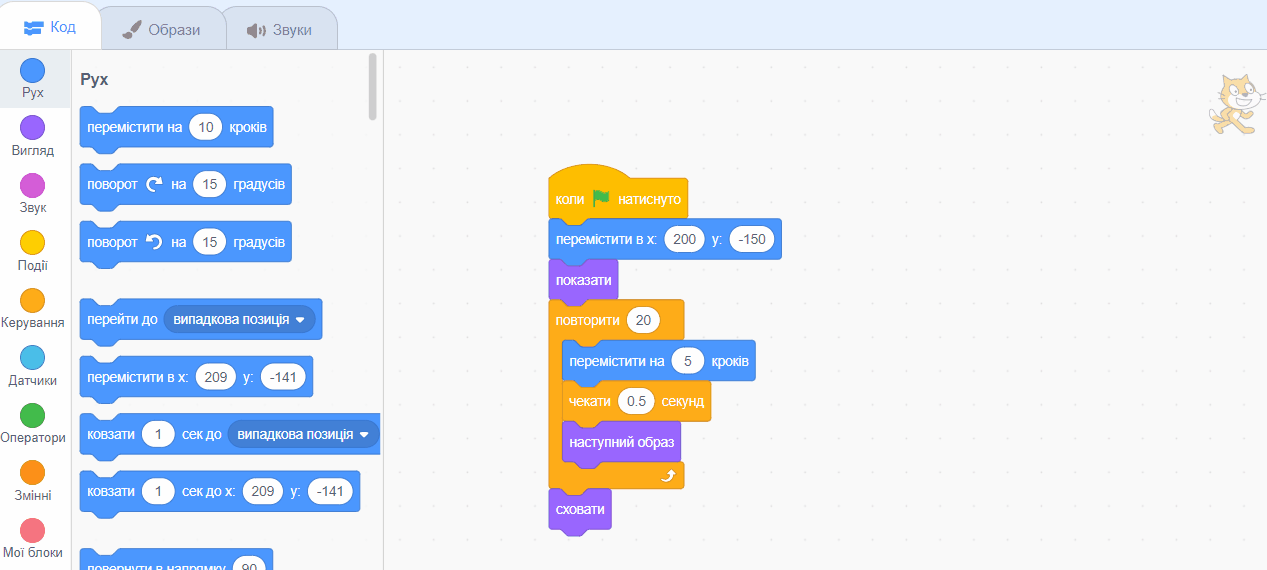 Код
Образи
Звуки
Рух
Вигляд
Звук
Події
Керування
Датчики
Оператори
Змінні
Мої блоки
Рух
перемістити на 10 кроків
поворот на 15 градусів
поворот на 15 градусів
перейти до випадкова позиція
перемістити в x: 209 y: -141
ковзати 1 сек до випадкова позиція
ковзати 1 сек до x: 209 y: -141
повернути в напрямку 90
коли натиснуто
перемістити в x: 200 y: -150
показати
повторити 20
перемістити на 5 кроків
чекати 0.5 секунд
наступний образ
сховати